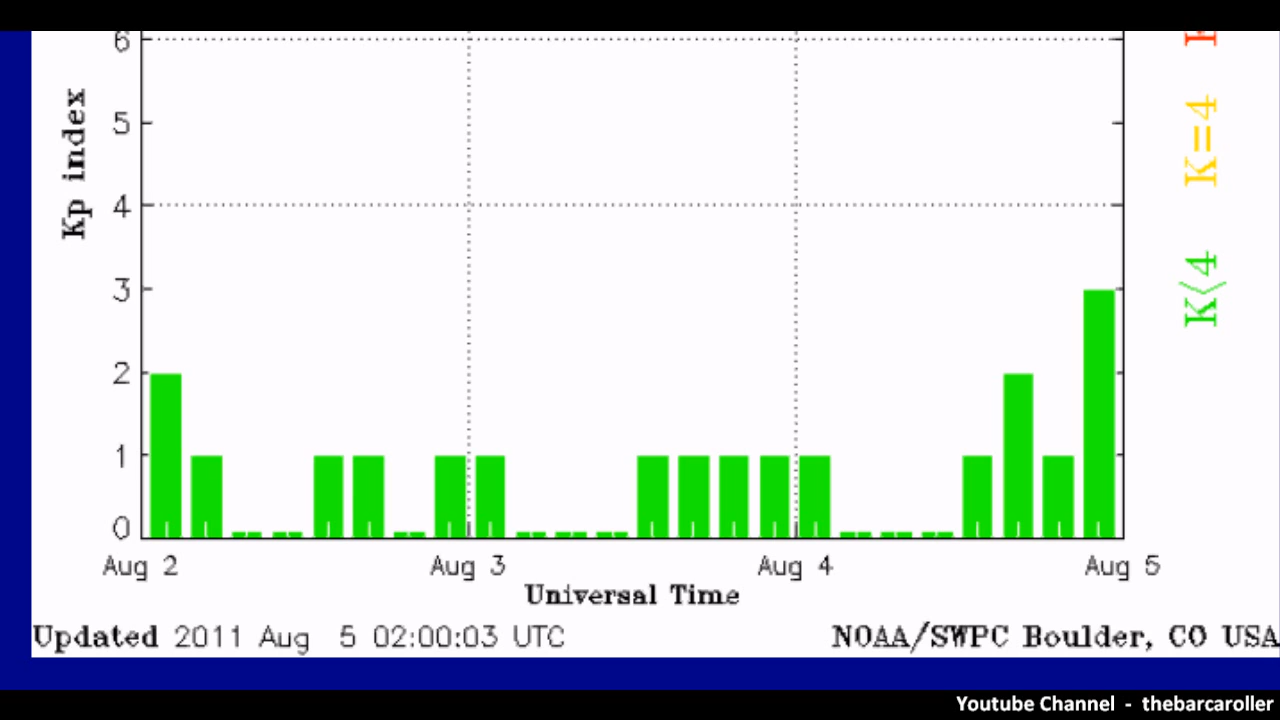 6
5
4
3
2
1
0
Kp index
K=4
K<4
Aug 2
Aug 3
Aug 4
Aug 5
Universal Time
Updated 2011 Aug 5 02:00:03 UTC
NOAA/SWPC Boulder, CO USA
Youtube Channel - thebarcaroller